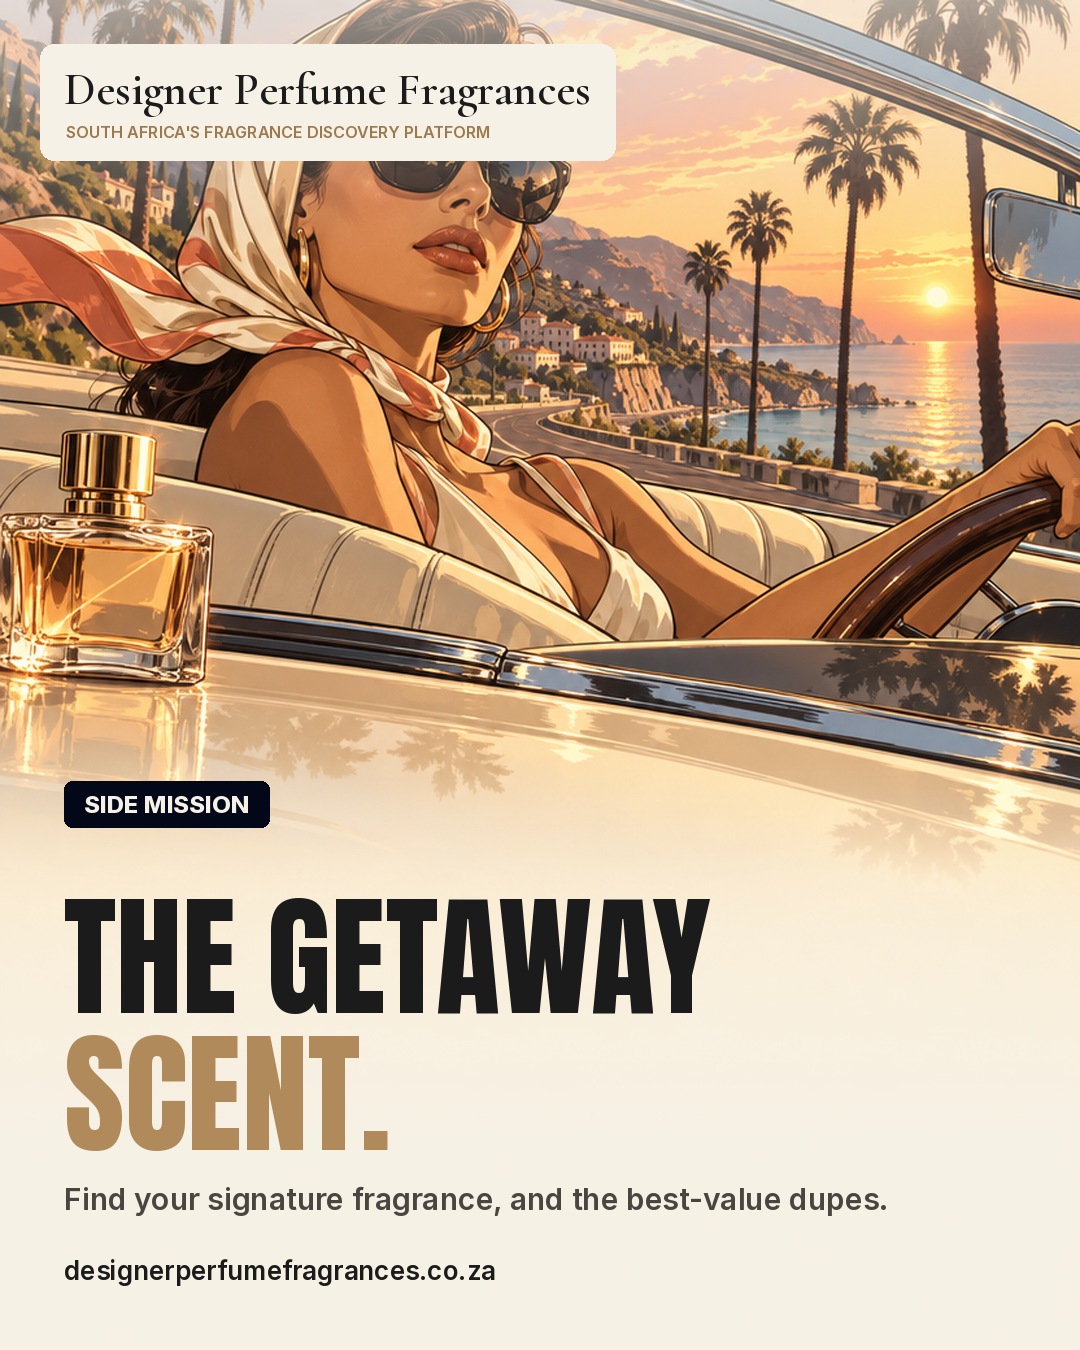 Designer Perfume Fragrances
SOUTH AFRICA'S FRAGRANCE DISCOVERY PLATFORM
SIDE MISSION
THE GETAWAY
SCENT.
Find your signature fragrance, and the best-value dupes.
designerperfumefragrances.co.za